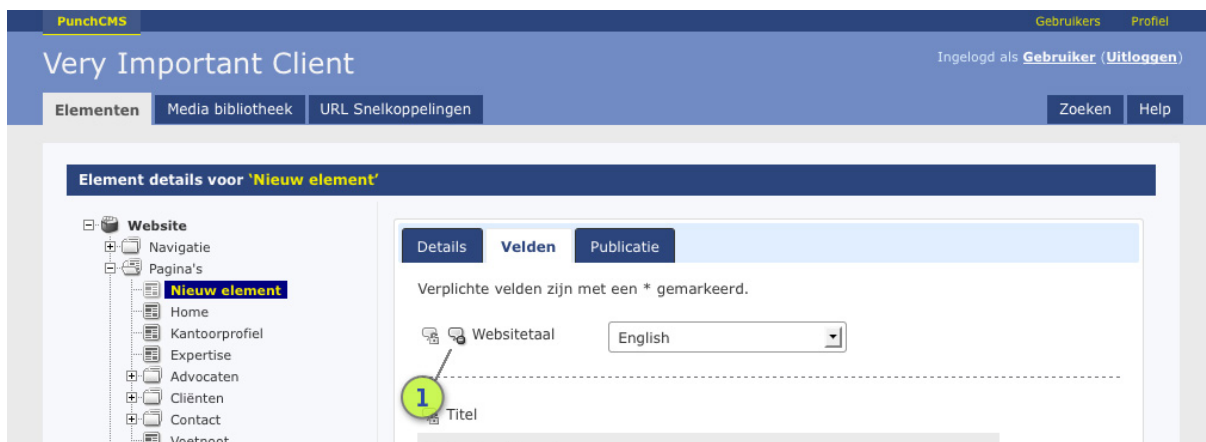 PunchCMS Gebruikers Profiel
Very Important Client
Ingelogd als Gebruiker (Uitloggen)
Elementen Media bibliotheek URL Snelkoppelingen Zoeken Help
Element details voor 'Nieuw element'
Website
Navigatie
Pagina's
Nieuw element
Home
Kantoorprofiel
Expertise
Advocaten
Cliënten
Contact
Voetnoot
Details Velden Publicatie
Verplichte velden zijn met een * gemarkeerd.
Websitetaal English
1
Titel